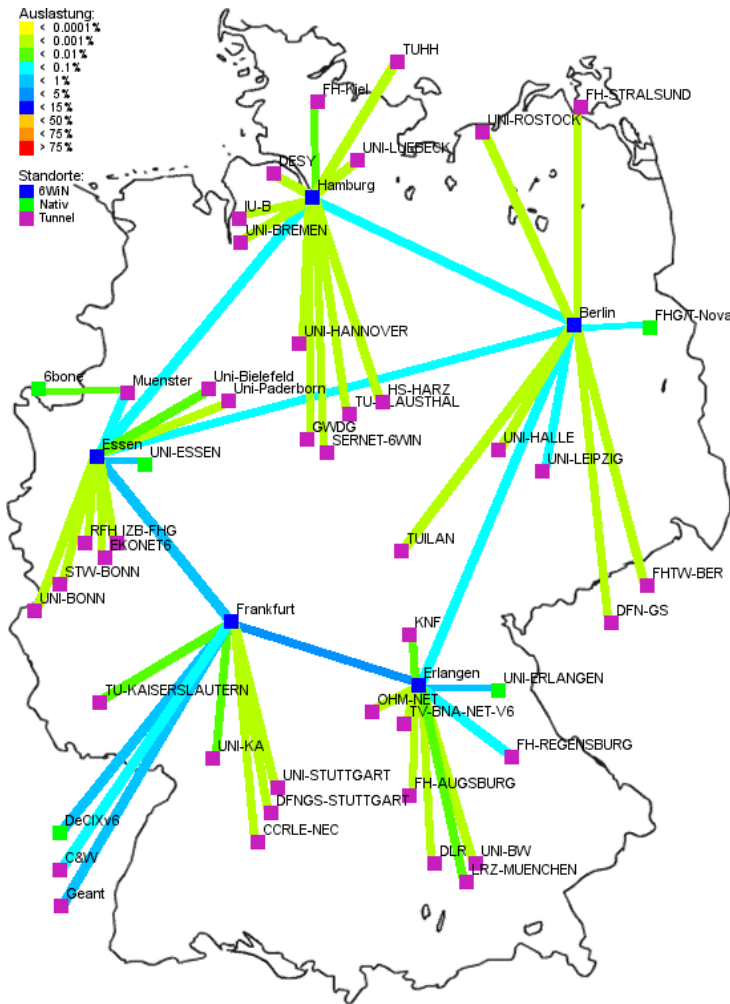 Auslastung:
< 0.0001%
< 0.001%
< 0.01%
< 0.1%
< 1%
< 5%
< 15%
< 50%
< 75%
> 75%
Standorte:
6WiN
Nativ
Tunnel
TUHH
FH-Kiel
FH-STRALSUND
UNI-ROSTOCK
UNI-LUEBECK
DESY
Hamburg
IU-B
UNI-BREMEN
Berlin
FHG/T-Nova
UNI-HANNOVER
6bone
Muenster
Uni-Bielefeld
Uni-Paderborn
HS-HARZ
TU-CLAUSTHAL
GWDG
SERNET-6WIN
Essen
UNI-ESSEN
UNI-HALLE
UNI-LEIPZIG
RFH
IZB-FHG
EKONET6
STW-BONN
UNI-BONN
TUILAN
FHTW-BER
DFN-GS
Frankfurt
KNF
Erlangen
UNI-ERLANGEN
TU-KAISERSLAUTERN
OHM-NET
TV-BNA-NET-V6
FH-REGENSBURG
UNI-KA
UNI-STUTTGART
FH-AUGSBURG
DFNGS-STUTTGART
DeCIXv6
CCRLE-NEC
C&W
DLR
UNI-BW
LRZ-MUENCHEN
Geant